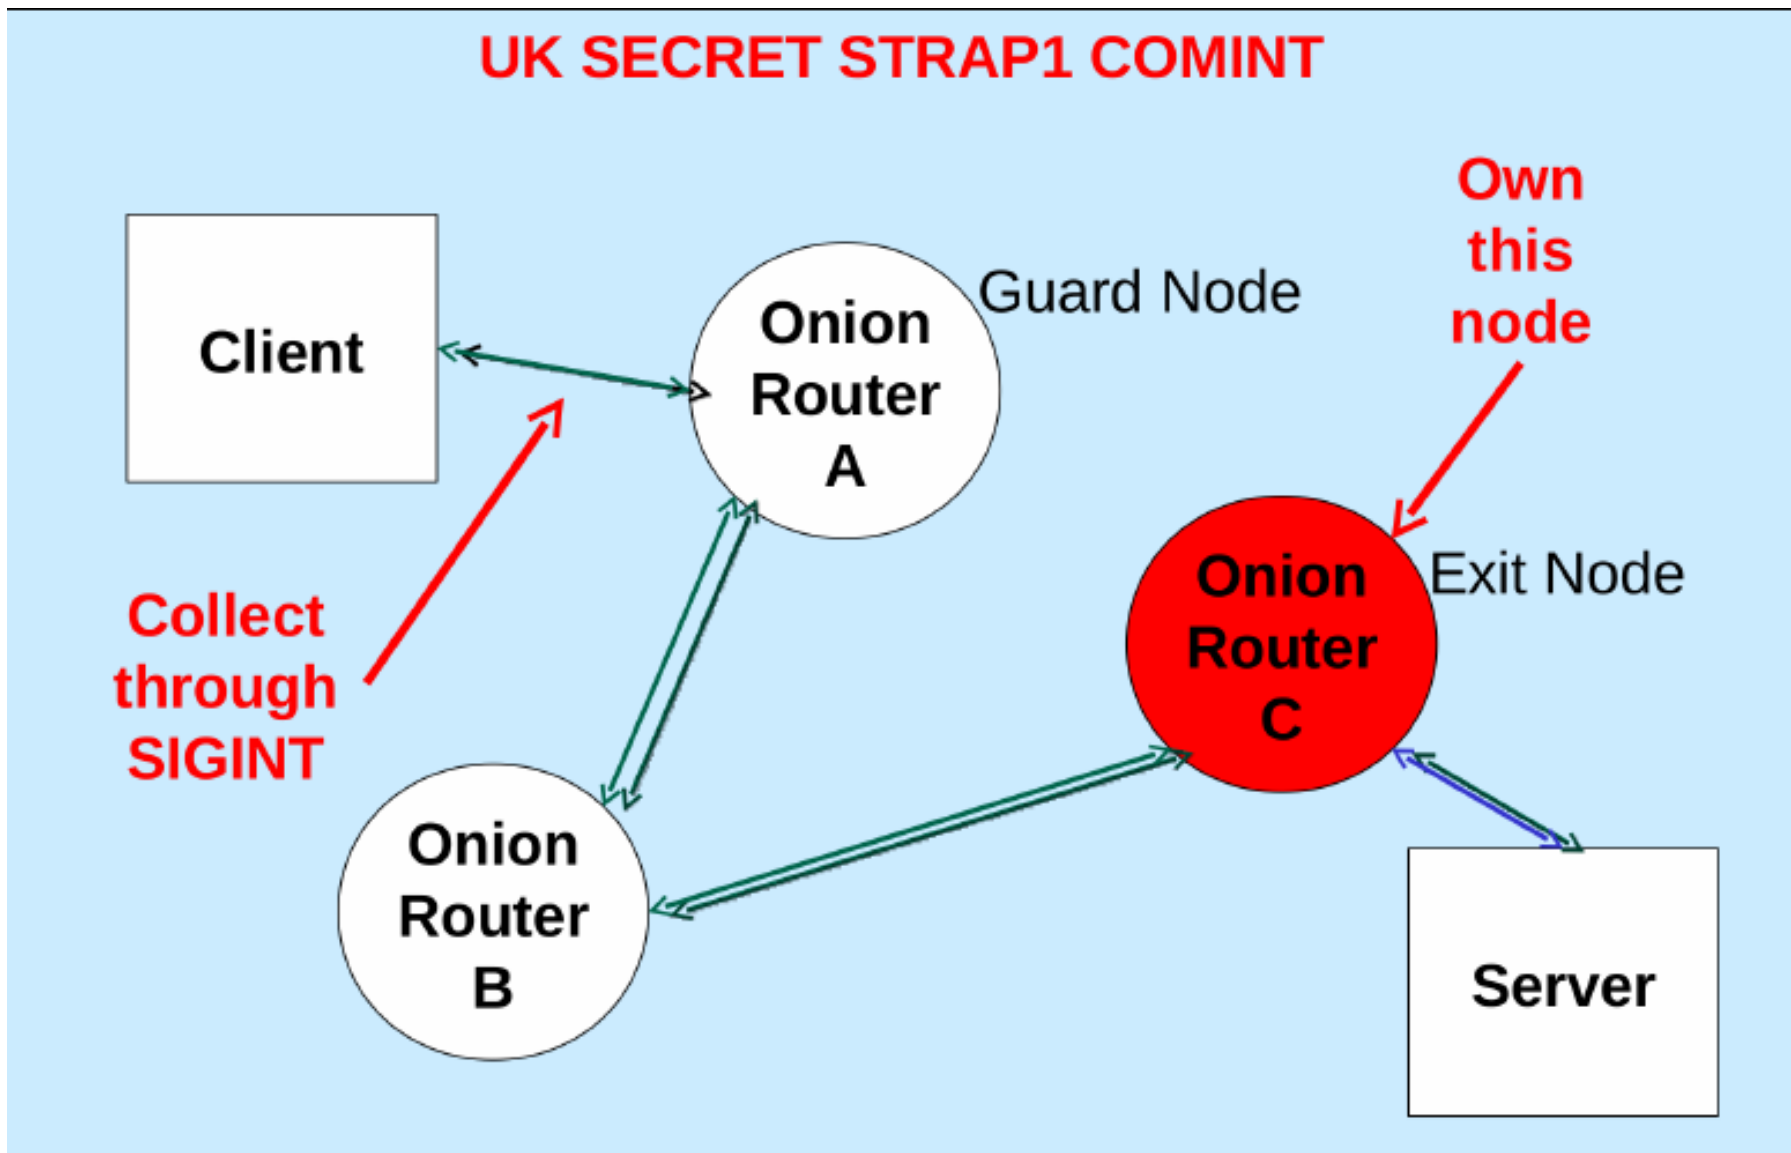 UK SECRET STRAP1 COMINT
Own
this
node
Client
Onion
Router
A
Guard Node
Collect
through
SIGINT
Onion
Router
C
Exit Node
Onion
Router
B
Server